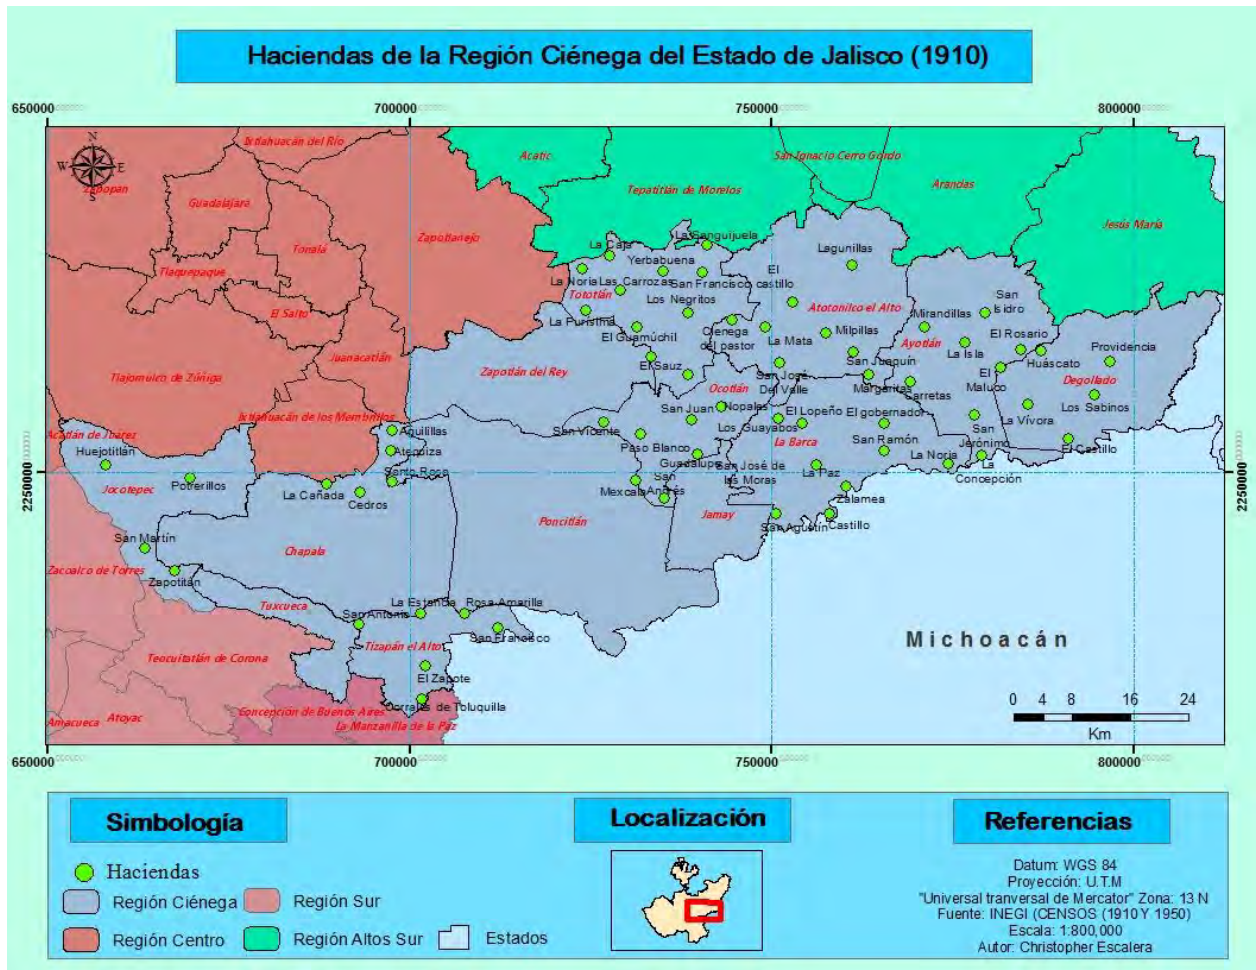 Haciendas de la Región Ciénega del Estado de Jalisco (1910)
650000
700000
750000
800000
N
W
E
S
Ixtlahuacán del Río
Acatic
San Ignacio Cerro Gordo
Zapopan
Tepatitlán de Morelos
Arandas
Guadalajara
Jesús María
Tonalá
Zapotlanejo
La Sanguijuela
La Caja
Lagunillas
Tlaquepaque
Yerbabuena
El
castillo
La Noria
Las Carrozas
San Francisco
Tototlán
Los Negritos
Atotonilco el Alto
San
Isidro
El Salto
La Purísima
Mirandillas
El Guamúchil
Cienega
del pastor
La Mata
Milpillas
Ayotlán
El Rosario
Juanacatlán
La Isla
Huáscato
Providencia
Zapotlán del Rey
El Sauz
San José
Del Valle
San Juaquín
El
Maluco
Tlajomulco de Zúñiga
Ocotlán
Margaritas
Carretas
Degollado
San Juan
Nopales
El Lopeño
El gobernador
Los Sabinos
Ixtlahuacán de los Membrillos
La Vívora
Acatlán de Juárez
Aguilillas
San Vicente
Los Guayabos
San
Jerónimo
Huejotitlán
Atequiza
Paso Blanco
La Barca
San Ramón
El Castillo
Guadalupe
San José de
las Moras
La Paz
La Noria
La
Concepción
Santa Rosa
Jocotepec
Potrerillos
La Cañada
Cedros
Mexcala
San
Andrés
Zalamea
2250000
2250000
Poncitlán
Jamay
San Agustín
Castillo
San Martín
Chapala
Zacoalco de Torres
Zapotitán
Tuxcueca
La Estancia
Rosa Amarilla
San Antonio
San Francisco
Tizapán el Alto
Michoacán
Teocuitatlán de Corona
El Zapote
0 4 8 16 24
Km
Corrales de Toluquilla
Concepción de Buenos Aires
Amacueca
Atoyac
La Manzanilla de la Paz
650000
700000
750000
800000
Simbología
Haciendas
Región Ciénega
Región Sur
Región Centro
Región Altos Sur
Estados
Localización
Referencias
Datum: WGS 84
Proyección: U.T.M
"Universal tranversal de Mercator" Zona: 13 N
Fuente: INEGI (CENSOS (1910 Y 1950)
Escala: 1:800,000
Autor: Christopher Escalera